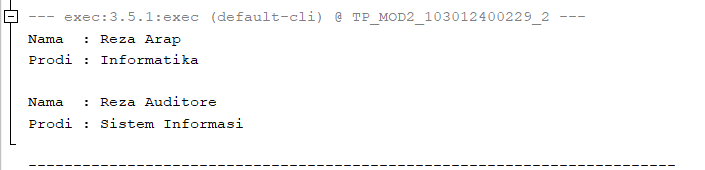 --- exec:3.5.1:exec (default-cli) @ TP_MOD2_103012400229_2 ---
Nama  : Reza Arap
Prodi : Informatika
Nama  : Reza Auditore
Prodi : Sistem Informasi
------------------------------------------------------------------------